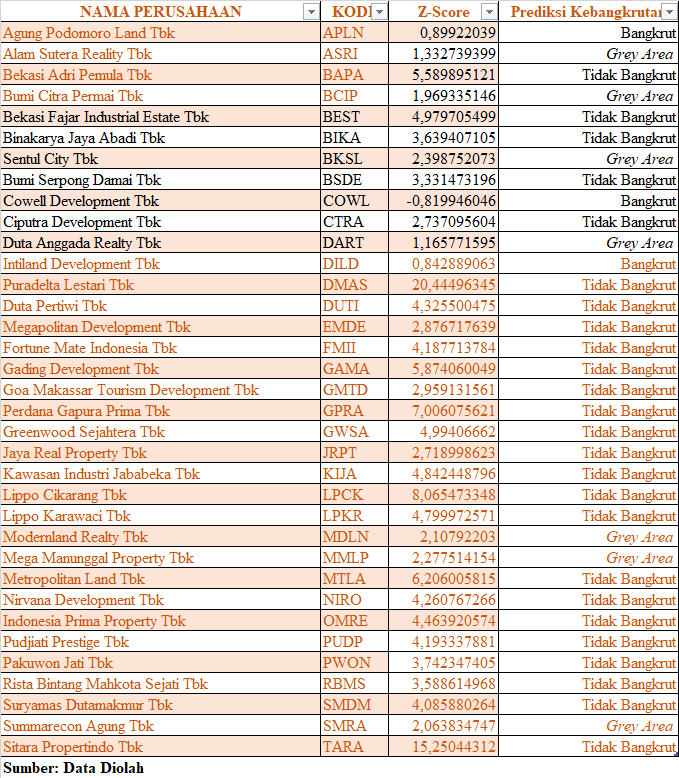 NAMA PERUSAHAAN KODE Z-Score Prediksi Kebangkrutan
Agung Podomoro Land Tbk APLN 0,89922039 Bangkrut
Alam Sutera Reality Tbk ASRI 1,332739399 Grey Area
Bekasi Adri Pemula Tbk BAPA 5,589895121 Tidak Bangkrut
Bumi Citra Permai Tbk BCIP 1,969335146 Grey Area
Bekasi Fajar Industrial Estate Tbk BEST 4,979705499 Tidak Bangkrut
Binakarya Jaya Abadi Tbk BIKA 3,639407105 Tidak Bangkrut
Sentul City Tbk BKSL 2,398752073 Grey Area
Bumi Serpong Damai Tbk BSDE 3,331473196 Tidak Bangkrut
Cowell Development Tbk COWL -0,819946046 Bangkrut
Ciputra Development Tbk CTRA 2,737095604 Tidak Bangkrut
Duta Anggada Realty Tbk DART 1,165771595 Grey Area
Intiland Development Tbk DILD 0,842889063 Bangkrut
Puradelta Lestari Tbk DMAS 20,44496345 Tidak Bangkrut
Duta Pertiwi Tbk DUTI 4,325500475 Tidak Bangkrut
Megapolitan Development Tbk EMDE 2,876717639 Tidak Bangkrut
Fortune Mate Indonesia Tbk FMII 4,187713784 Tidak Bangkrut
Gading Development Tbk GAMA 5,874060049 Tidak Bangkrut
Goa Makassar Tourism Development Tbk GMTD 2,959131561 Tidak Bangkrut
Perdana Gapura Prima Tbk GPRA 7,006075621 Tidak Bangkrut
Greenwood Sejahtera Tbk GWSA 4,99406662 Tidak Bangkrut
Jaya Real Property Tbk JRPT 2,718998623 Tidak Bangkrut
Kawasan Industri Jababeka Tbk KIJA 4,842448796 Tidak Bangkrut
Lippo Cikarang Tbk LPCK 8,065473348 Tidak Bangkrut
Lippo Karawaci Tbk LPKR 4,799972571 Tidak Bangkrut
Modernland Realty Tbk MDLN 2,10792203 Grey Area
Mega Manunggal Property Tbk MMLP 2,277514154 Grey Area
Metropolitan Land Tbk MTLA 6,206005815 Tidak Bangkrut
Nirvana Development Tbk NIRO 4,260767266 Tidak Bangkrut
Indonesia Prima Property Tbk OMRE 4,463920574 Tidak Bangkrut
Pudjiati Prestige Tbk PUDP 4,193337881 Tidak Bangkrut
Pakuwon Jati Tbk PWON 3,742347405 Tidak Bangkrut
Rista Bintang Mahkota Sejati Tbk RBMS 3,588614968 Tidak Bangkrut
Suryamas Dutamakmur Tbk SMDM 4,085880264 Tidak Bangkrut
Summarecon Agung Tbk SMRA 2,063834747 Grey Area
Sitara Propertindo Tbk TARA 15,25044312 Tidak Bangkrut
Sumber: Data Diolah